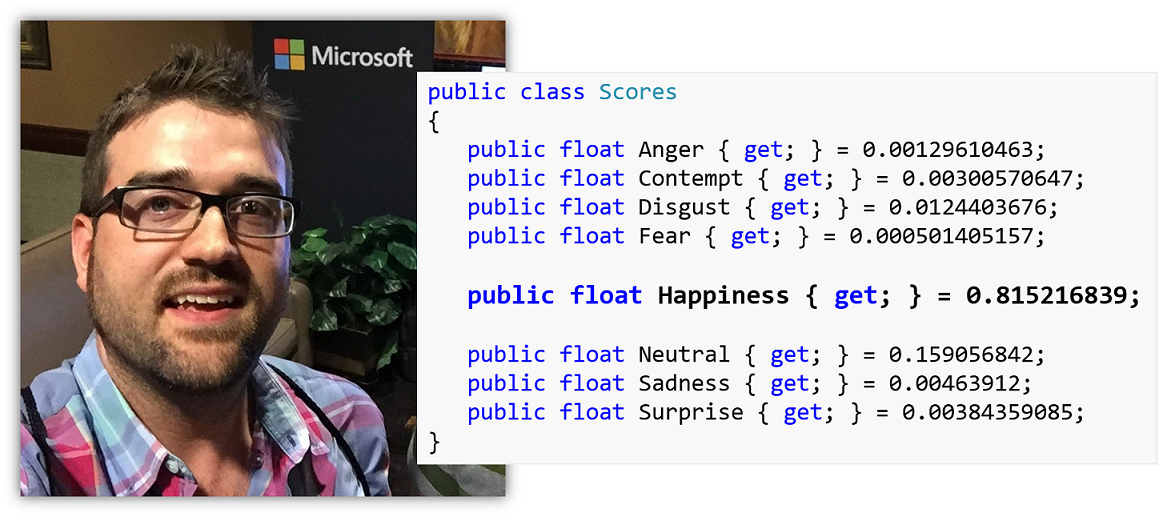 Microsoft
public class Scores
{
public float Anger { get; } = 0.00129610463;
public float Contempt { get; } = 0.00300570647;
public float Disgust { get; } = 0.0124403676;
public float Fear { get; } = 0.000501405157;
public float Happiness { get; } = 0.815216839;
public float Neutral { get; } = 0.159056842;
public float Sadness { get; } = 0.00463912;
public float Surprise { get; } = 0.00384359085;
}